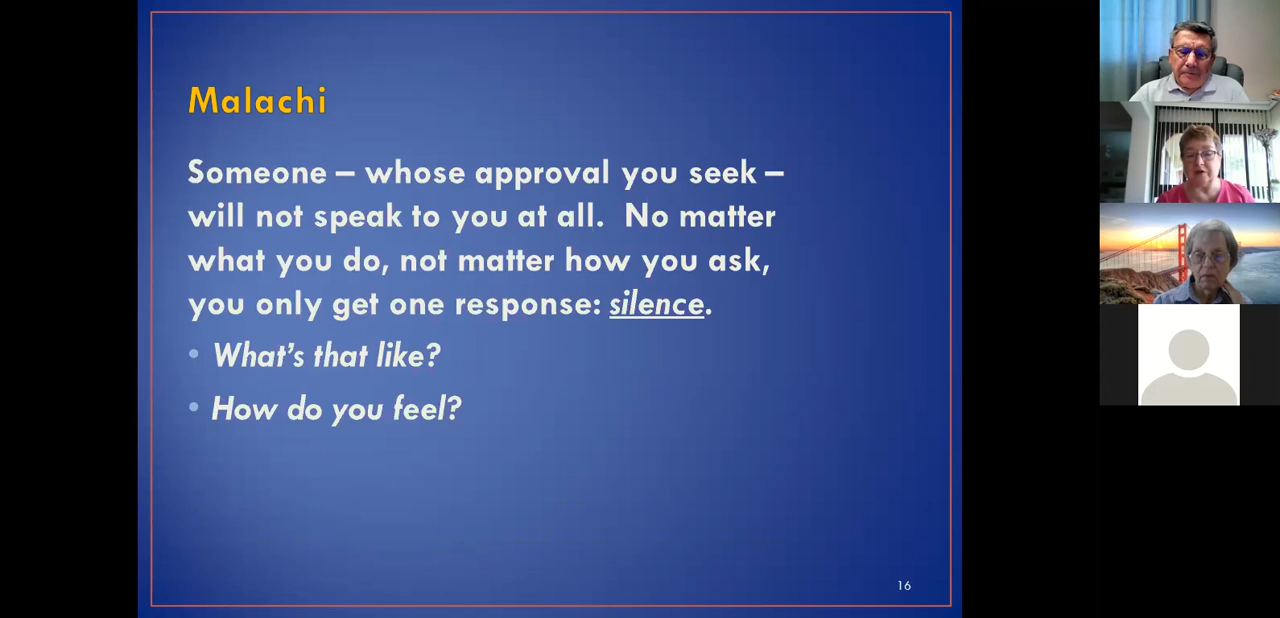 Malachi
Someone – whose approval you seek –
will not speak to you at all.  No matter
what you do, not matter how you ask,
you only get one response: silence.
• What's that like?
• How do you feel?
16